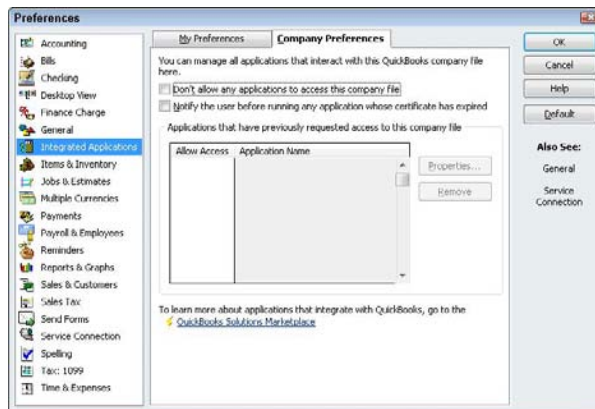 Preferences
Accounting
Bills
Checking
Desktop View
Finance Charge
General
Integrated Applications
Items & Inventory
Jobs & Estimates
Multiple Currencies
Payments
Payroll & Employees
Reminders
Reports & Graphs
Sales & Customers
Sales Tax
Send Forms
Service Connection
Spelling
Tax: 1099
Time & Expenses
My Preferences
Company Preferences
You can manage all applications that interact with this QuickBooks company file
here.
Don't allow any applications to access this company file
Notify the user before running any application whose certificate has expired
Applications that have previously requested access to this company file
Allow Access Application Name
Properties...
Remove
To learn more about applications that integrate with QuickBooks, go to the
QuickBooks Solutions Marketplace
OK
Cancel
Help
Default
Also See:
General
Service
Connection